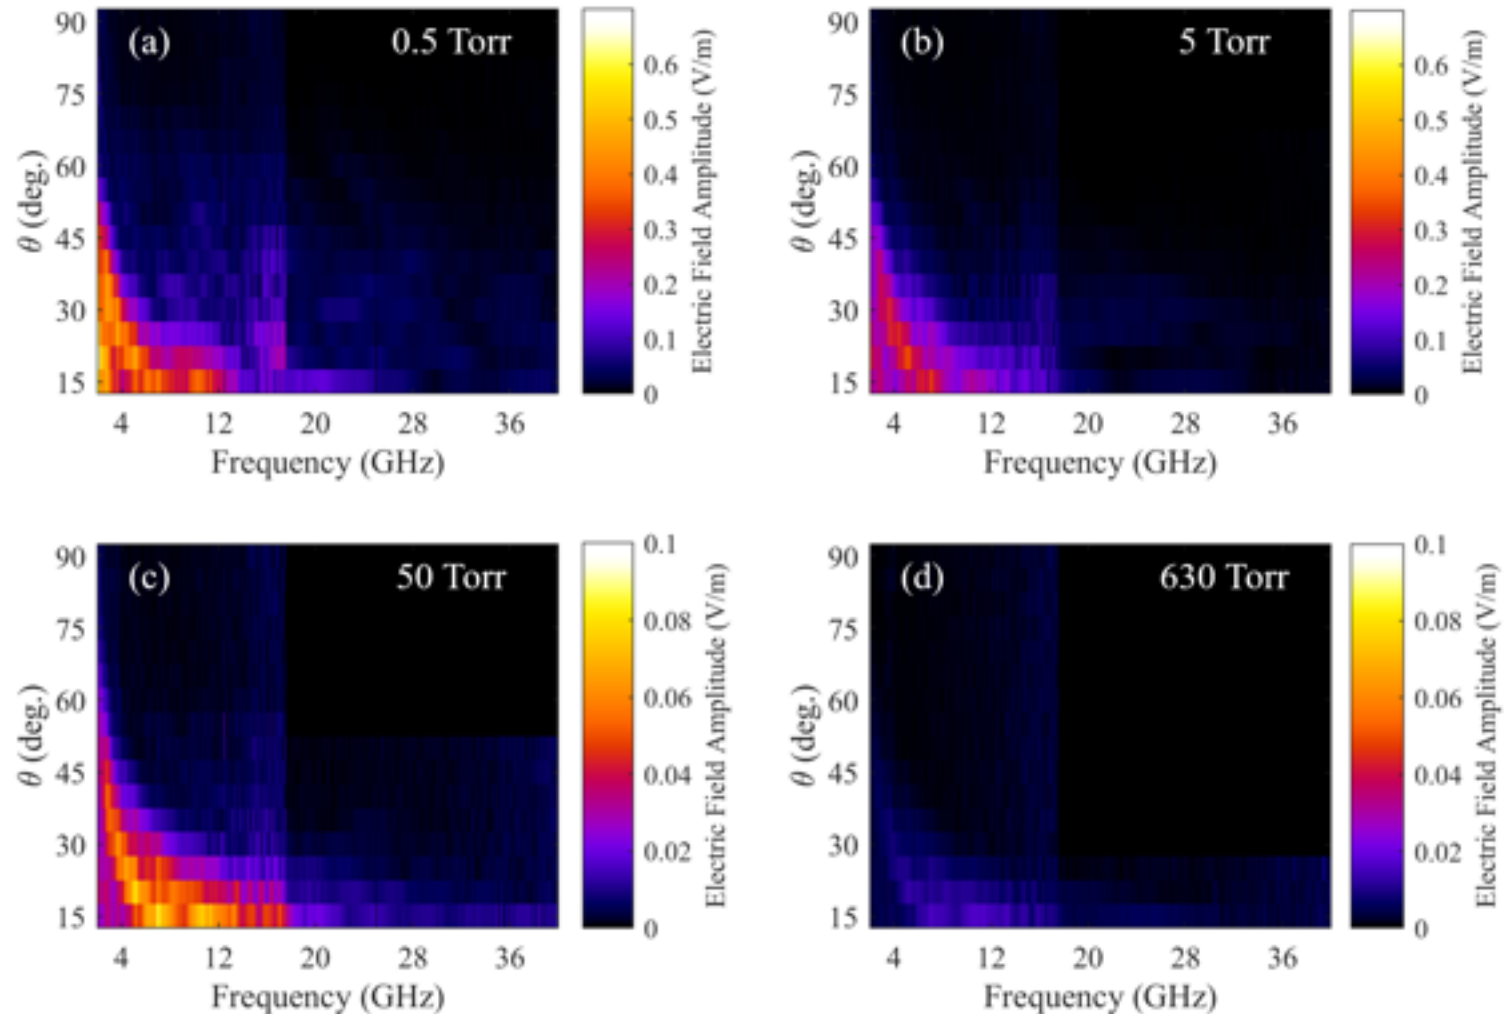 (a) 0.5 Torr
90
75
60
45
30
15
θ (deg.)
4 12 20 28 36
Frequency (GHz)
0.6
0.5
0.4
0.3
0.2
0.1
0
Electric Field Amplitude (V/m)
(b) 5 Torr
90
75
60
45
30
15
θ (deg.)
4 12 20 28 36
Frequency (GHz)
0.6
0.5
0.4
0.3
0.2
0.1
0
Electric Field Amplitude (V/m)
(c) 50 Torr
90
75
60
45
30
15
θ (deg.)
4 12 20 28 36
Frequency (GHz)
0.1
0.08
0.06
0.04
0.02
0
Electric Field Amplitude (V/m)
(d) 630 Torr
90
75
60
45
30
15
θ (deg.)
4 12 20 28 36
Frequency (GHz)
0.1
0.08
0.06
0.04
0.02
0
Electric Field Amplitude (V/m)